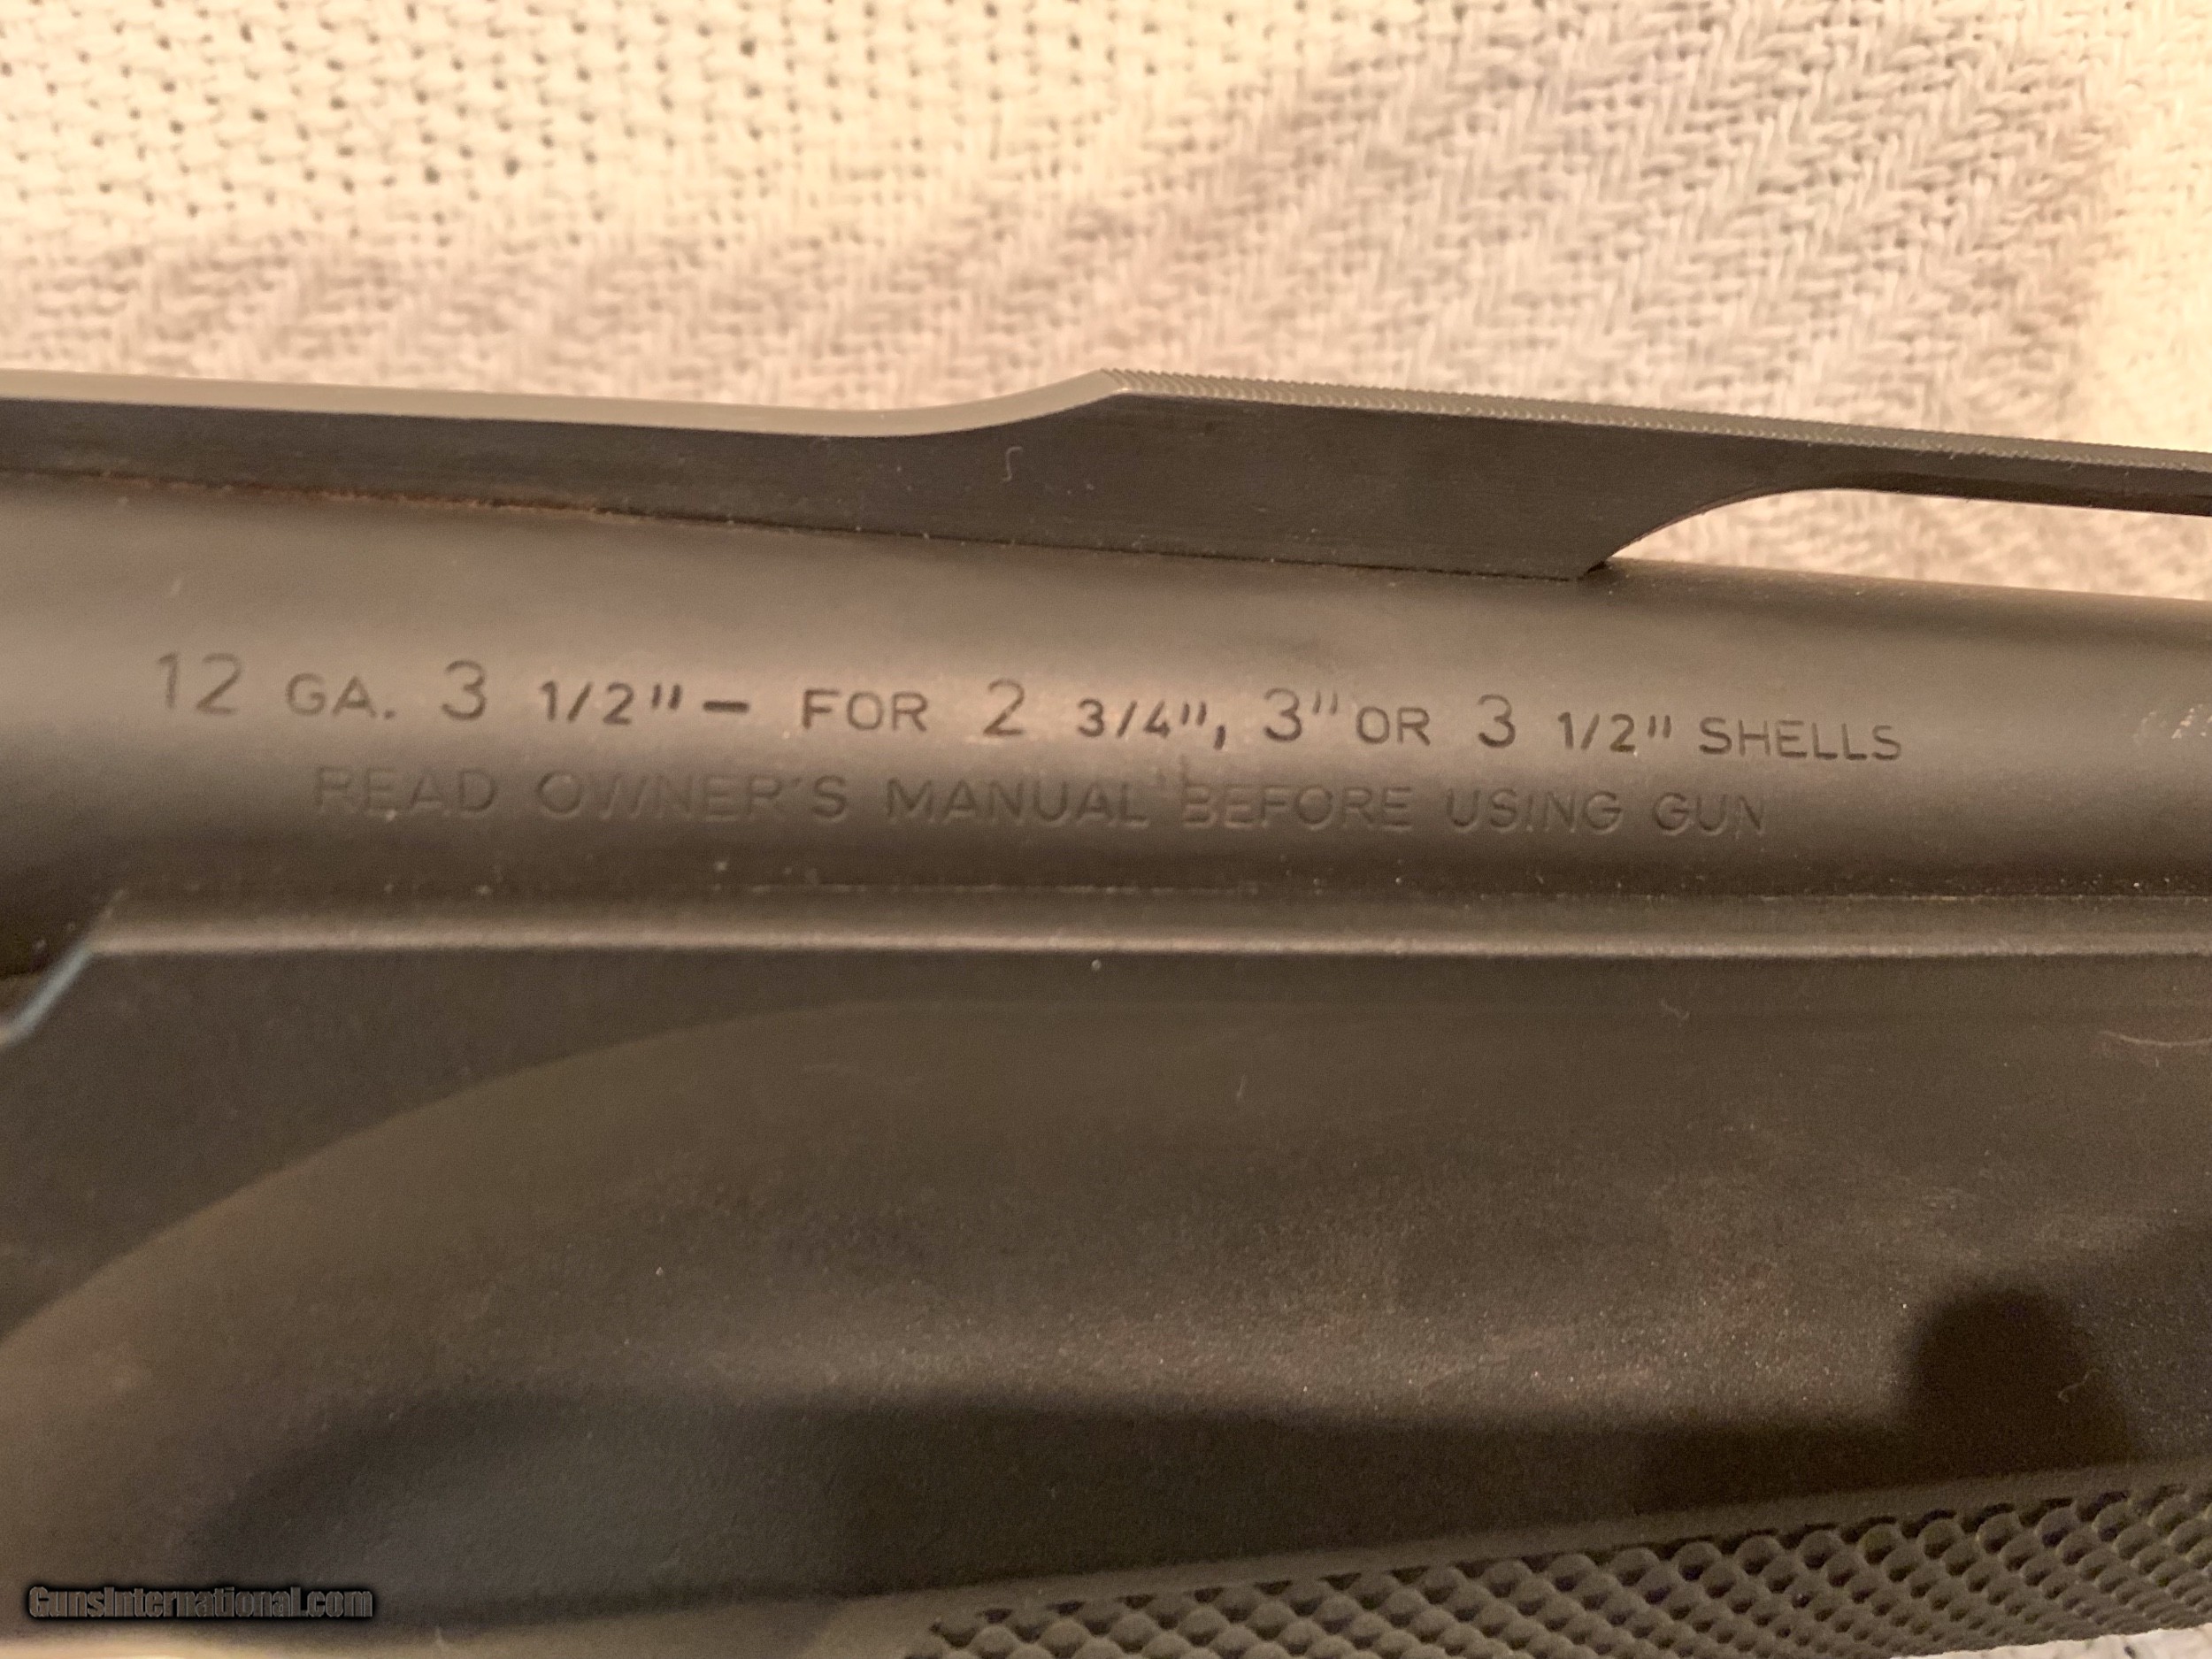 12 GA. 3 1/2" – FOR 2 3/4", 3" OR 3 1/2" SHELLS
READ OWNER'S MANUAL BEFORE USING GUN
GunsInternational.com